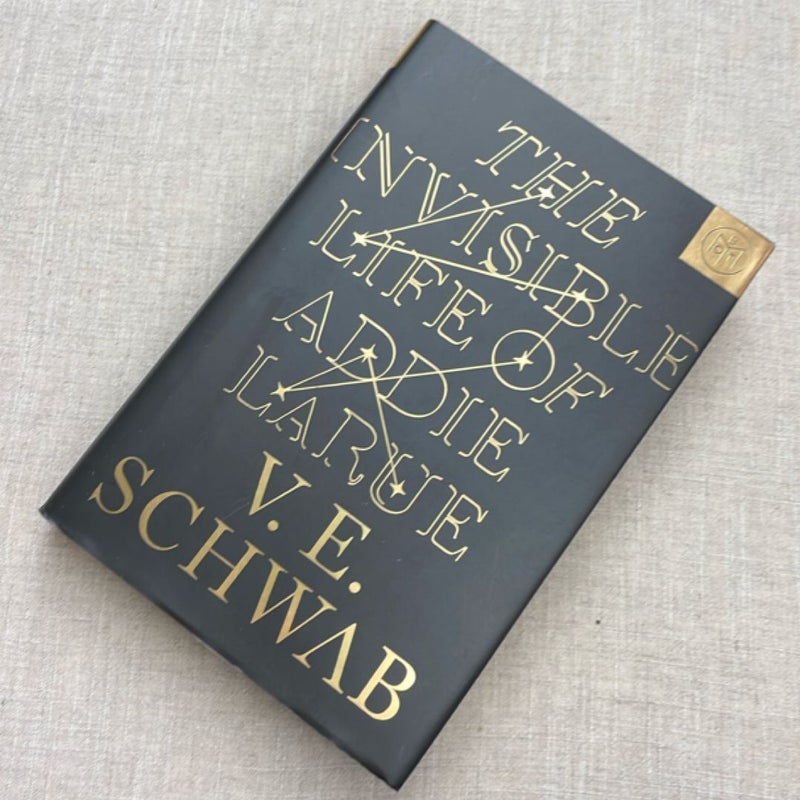 THE
INVISIBLE
LIFE OF
ADDIE
LARUE
V. E.
SCHWAB